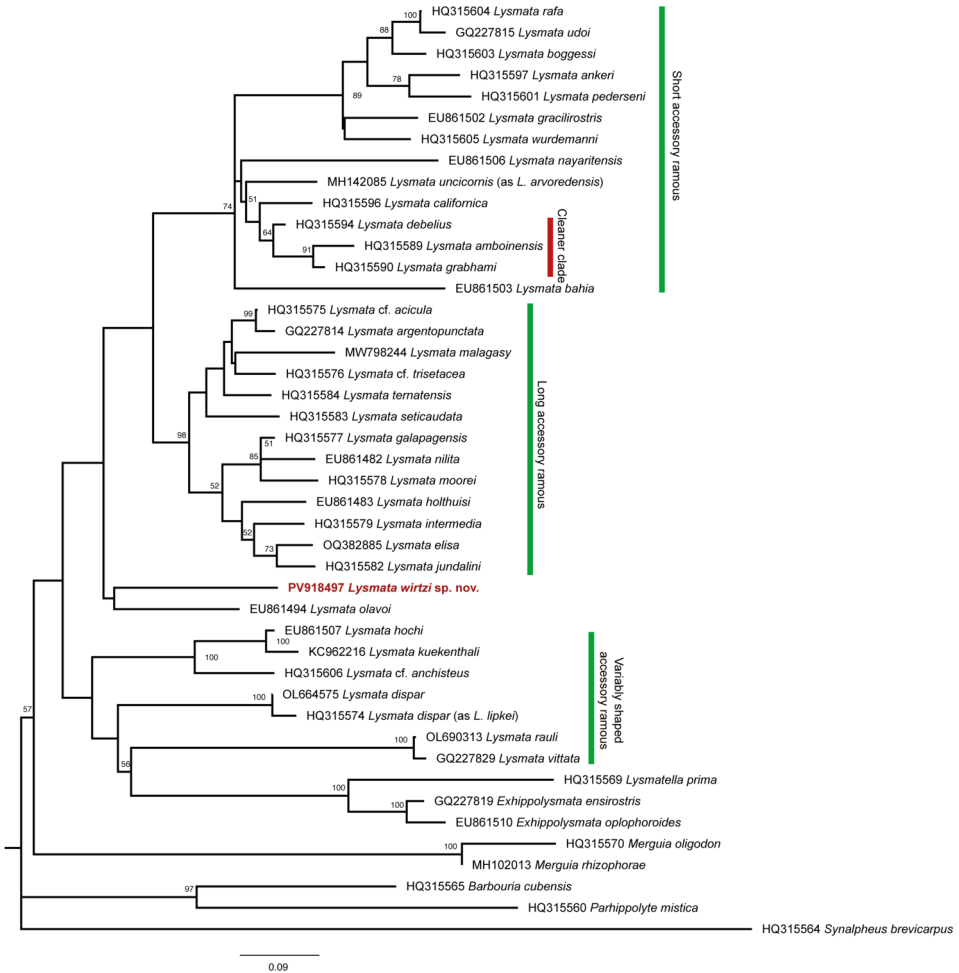 100
HQ315604 Lysmata rafa
88
GQ227815 Lysmata udoi
HQ315603 Lysmata boggessi
78
HQ315597 Lysmata ankeri
89
HQ315601 Lysmata pederseni
EU861502 Lysmata gracilirostris
HQ315605 Lysmata wurdemanni
EU861506 Lysmata nayaritensis
MH142085 Lysmata uncicornis (as L. arvoredensis)
74
51
HQ315596 Lysmata californica
64
HQ315594 Lysmata debelius
91
HQ315589 Lysmata amboinensis
HQ315590 Lysmata grabhami
Cleaner clade
EU861503 Lysmata bahia
Short accessory ramous
99
HQ315575 Lysmata cf. acicula
GQ227814 Lysmata argentopunctata
MW798244 Lysmata malagasy
HQ315576 Lysmata cf. trisetacea
HQ315584 Lysmata ternatensis
HQ315583 Lysmata seticaudata
98
HQ315577 Lysmata galapagensis
51
85
EU861482 Lysmata nilita
HQ315578 Lysmata moorei
52
EU861483 Lysmata holthuisi
HQ315579 Lysmata intermedia
52
OQ382885 Lysmata elisa
73
HQ315582 Lysmata jundalini
Long accessory ramous
PV918497 Lysmata wirtzi sp. nov.
EU861494 Lysmata olavoi
EU861507 Lysmata hochi
100
KC962216 Lysmata kuekenthali
100
HQ315606 Lysmata cf. anchisteus
100
OL664575 Lysmata dispar
57
HQ315574 Lysmata dispar (as L. lipkei)
100
OL690313 Lysmata rauli
56
GQ227829 Lysmata vittata
Variably shaped
accessory ramous
HQ315569 Lysmatella prima
100
GQ227819 Exhippolysmata ensirostris
100
EU861510 Exhippolysmata oplophoroides
HQ315570 Merguia oligodon
100
MH102013 Merguia rhizophorae
97
HQ315565 Barbouria cubensis
HQ315560 Parhippolyte mistica
HQ315564 Synalpheus brevicarpus
0.09